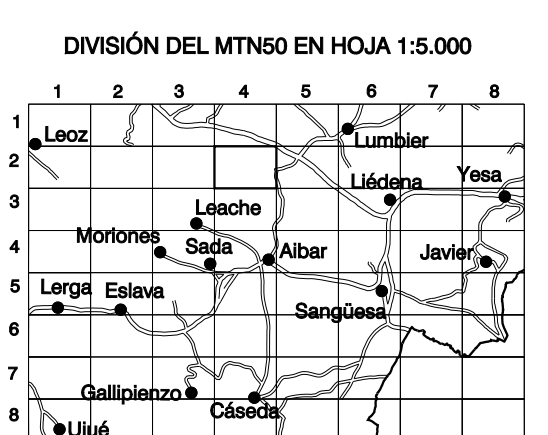 DIVISIÓN DEL MTN50 EN HOJA 1:5.000
1 2 3 4 5 6 7 8
1
Leoz
Lumbier
2
Liédena
Yesa
3
Leache
Moriones
4
Sada
Aibar
Javier
Lerga
5
Eslava
Sangüesa
6
7
Gallipienzo
Cáseda
8
Ujué